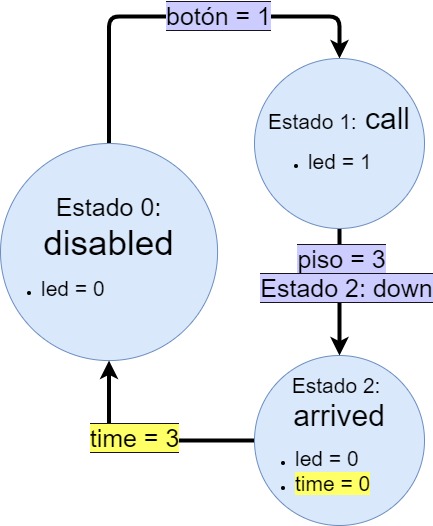 botón = 1
Estado 1: call
• led = 1
Estado 0:
disabled
• led = 0
piso = 3
Estado 2: down
Estado 2:
arrived
• led = 0
• time = 0
time = 3